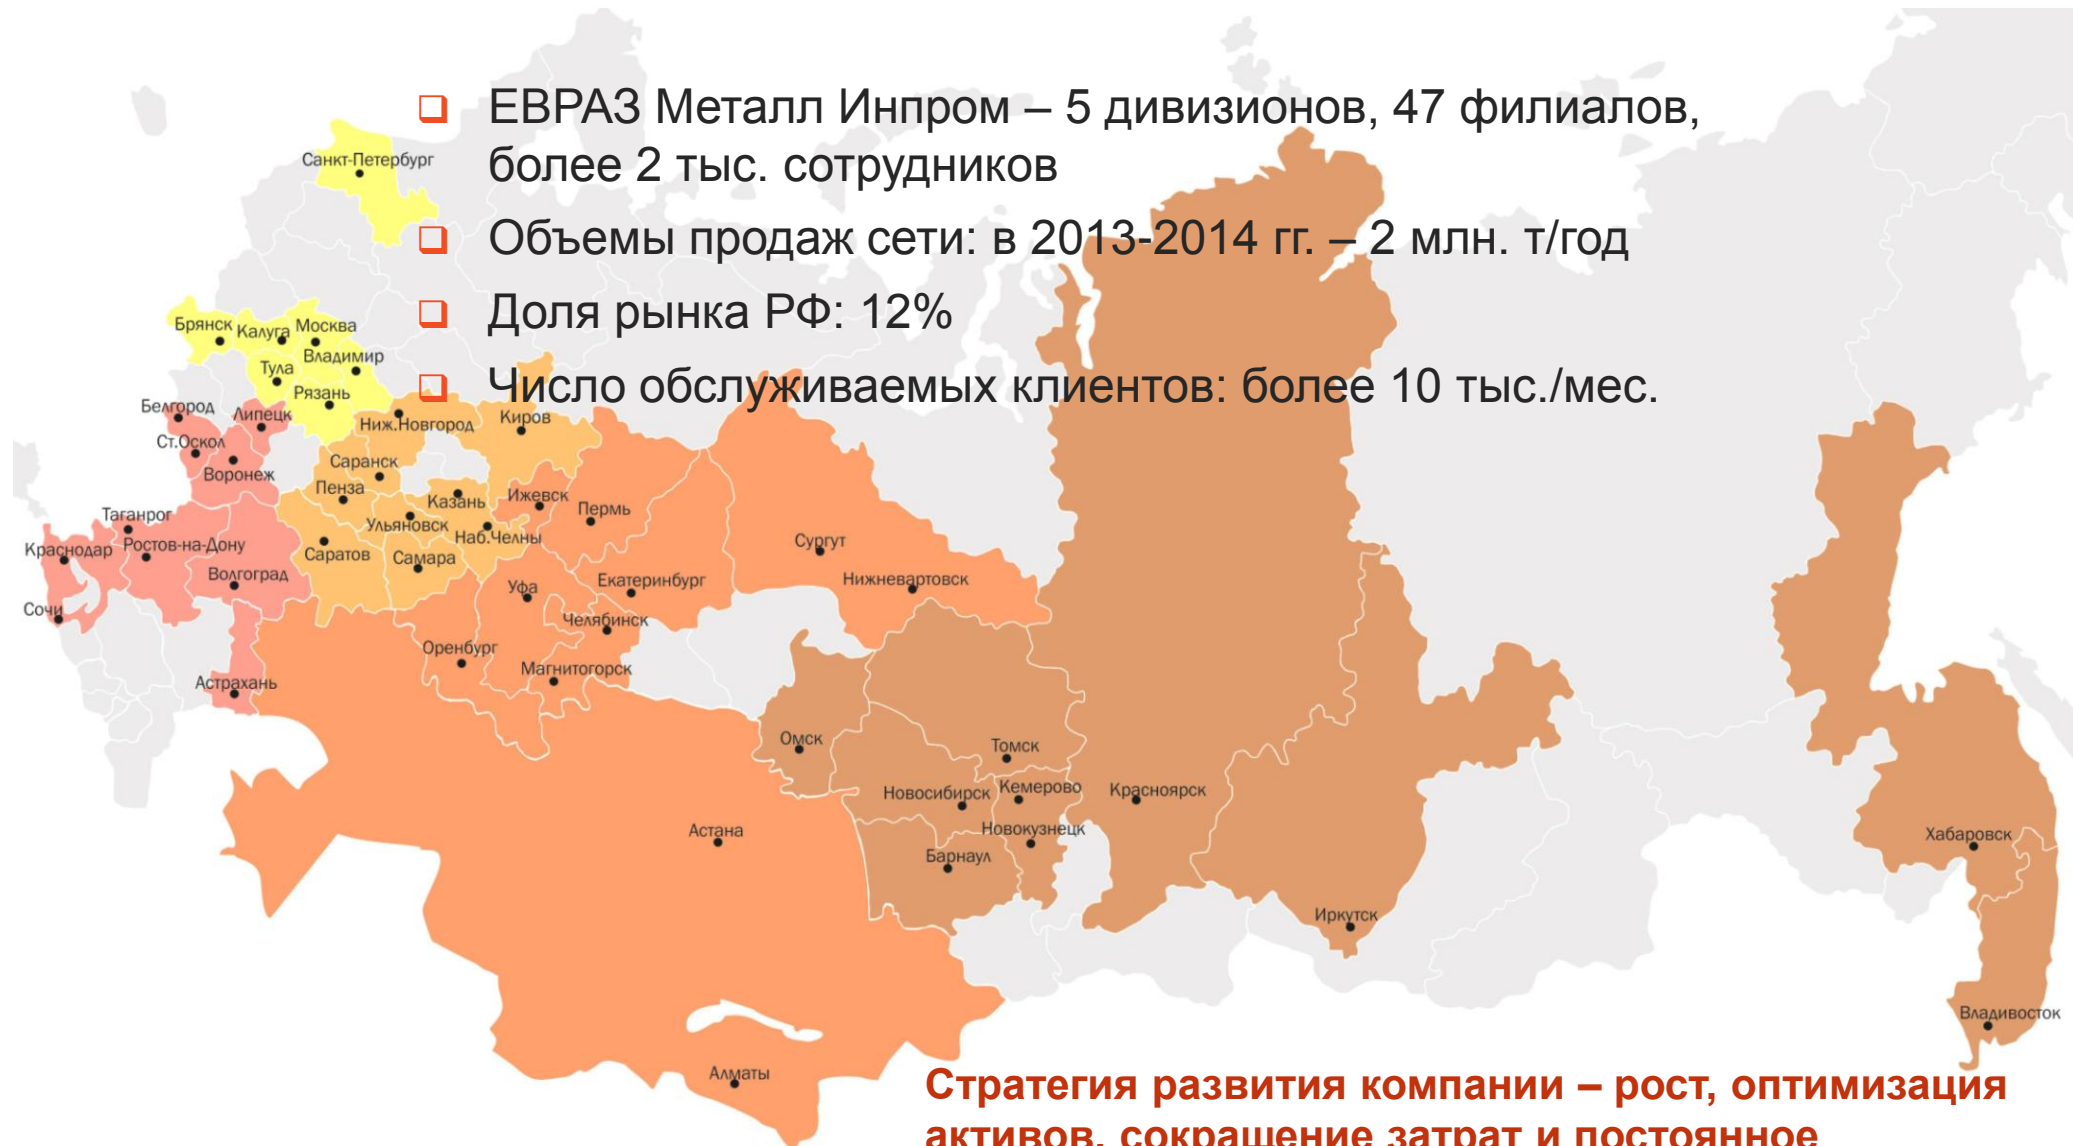 ЕВРАЗ Металл Инпром – 5 дивизионов, 47 филиалов,
более 2 тыс. сотрудников
Объемы продаж сети: в 2013-2014 гг. – 2 млн. т/год
Доля рынка РФ: 12%
Число обслуживаемых клиентов: более 10 тыс./мес.
Санкт-Петербург
Брянск
Калуга
Москва
Владимир
Тула
Рязань
Белгород
Липецк
Ст.Оскол
Воронеж
Ниж.Новгород
Киров
Саранск
Пенза
Казань
Ижевск
Пермь
Ульяновск
Наб.Челны
Таганрог
Краснодар
Ростов-на-Дону
Саратов
Самара
Волгоград
Сочи
Астрахань
Уфа
Екатеринбург
Челябинск
Оренбург
Магнитогорск
Сургут
Нижневартовск
Омск
Томск
Новосибирск
Кемерово
Красноярск
Новокузнецк
Барнаул
Астана
Иркутск
Хабаровск
Владивосток
Алматы
Стратегия развития компании – рост, оптимизация
активов, сокращение затрат и постоянное